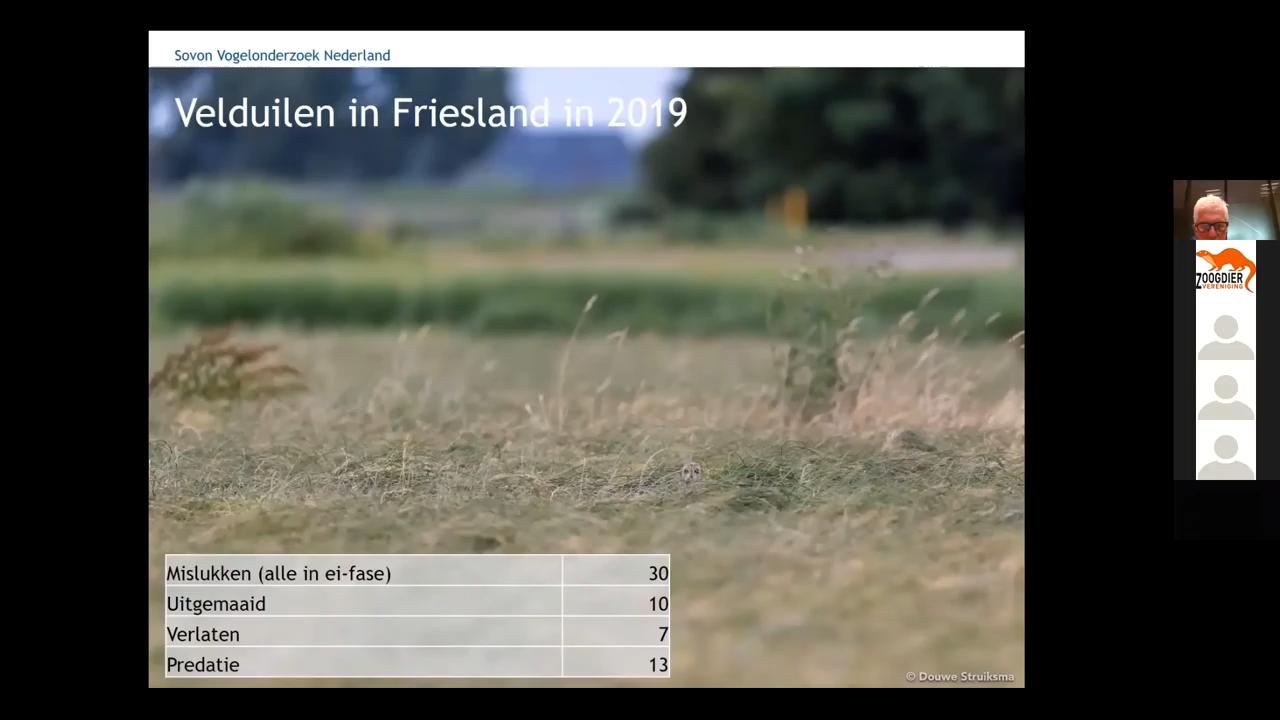 Sovon Vogelonderzoek Nederland
Velduilen in Friesland in 2019
ZOOGDIER
VERENIGING
Mislukken (alle in ei-fase) 30
Uitgemaaid 10
Verlaten 7
Predatie 13
© Douwe Struiksma